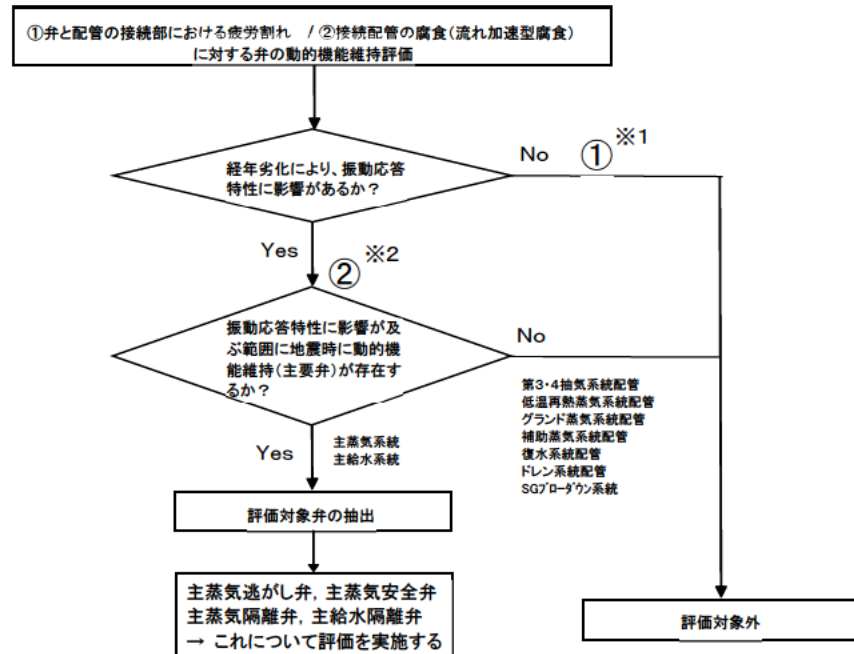 ①弁と配管の接続部における疲労割れ / ②接続配管の腐食(流れ加速型腐食)
に対する弁の動的機能維持評価
経年劣化により、振動応答
特性に影響があるか?
No
①※1
Yes
②※2
振動応答特性に影響が及
ぶ範囲に地震時に動的機
能維持(主要弁)が存在す
るか?
No
第3・4抽気系統配管
低温再熱蒸気系統配管
グランド蒸気系統配管
補助蒸気系統配管
復水系統配管
ドレン系統配管
SGブローダウン系統
Yes
主蒸気系統
主給水系統
評価対象弁の抽出
主蒸気逃がし弁,主蒸気安全弁
主蒸気隔離弁,主給水隔離弁
→ これについて評価を実施する
評価対象外